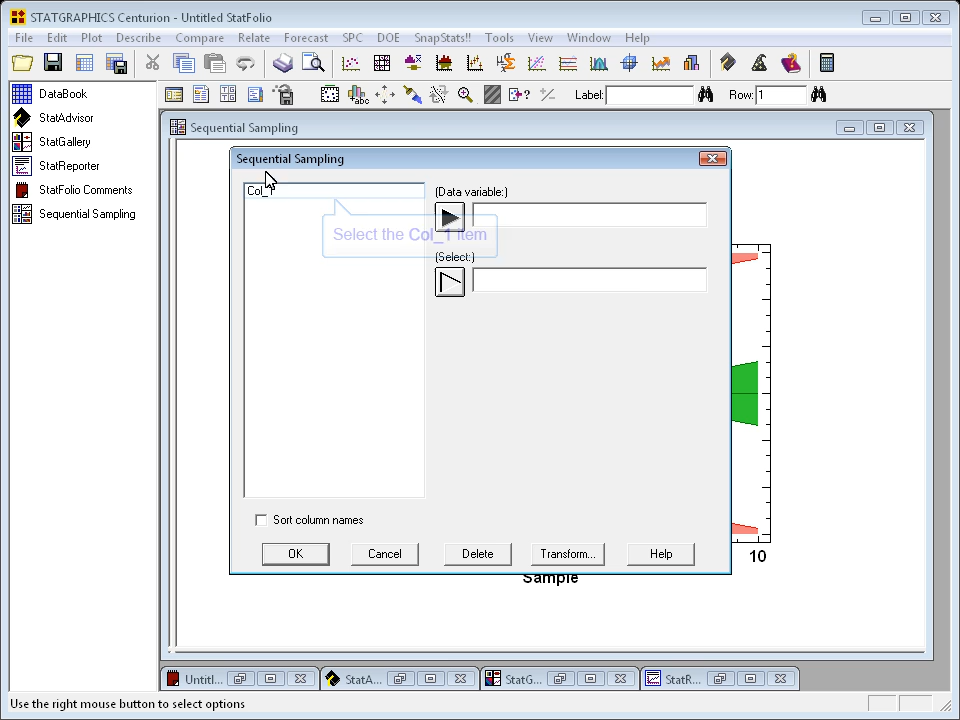 STATGRAPHICS Centurion - Untitled StatFolio
File Edit Plot Describe Compare Relate Forecast SPC DOE SnapStats!! Tools View Window Help
Label: Row: 1
DataBook
StatAdvisor
StatGallery
StatReporter
StatFolio Comments
Sequential Sampling
Sequential Sampling
Sequential Sampling
Col_1
(Data variable:)
Select the Col_1 item
(Select:)
Sort column names
OK Cancel Delete Transform... Help
10
Sample
Untitl... StatA... StatG... StatR...
Use the right mouse button to select options